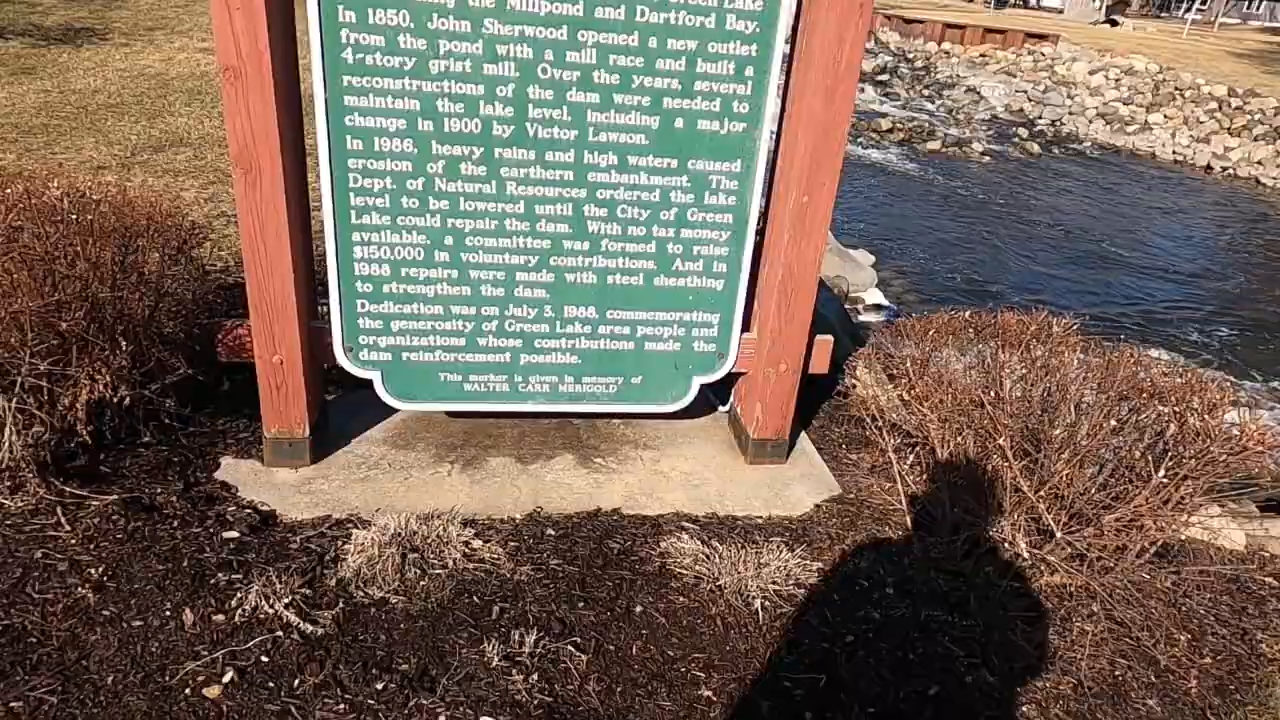 Green Lake
the Millpond and Dartford Bay.
In 1850, John Sherwood opened a new outlet
from the pond with a mill race and built a
4-story grist mill. Over the years, several
reconstructions of the dam were needed to
maintain the lake level, including a major
change in 1900 by Victor Lawson.
In 1986, heavy rains and high waters caused
erosion of the earthern embankment. The
Dept. of Natural Resources ordered the lake
level to be lowered until the City of Green
Lake could repair the dam. With no tax money
available, a committee was formed to raise
$150,000 in voluntary contributions. And in
1988 repairs were made with steel sheathing
to strengthen the dam.
Dedication was on July 3, 1988, commemorating
the generosity of Green Lake area people and
organizations whose contributions made the
dam reinforcement possible.
This marker is given in memory of
WALTER CARR MERIGOLD